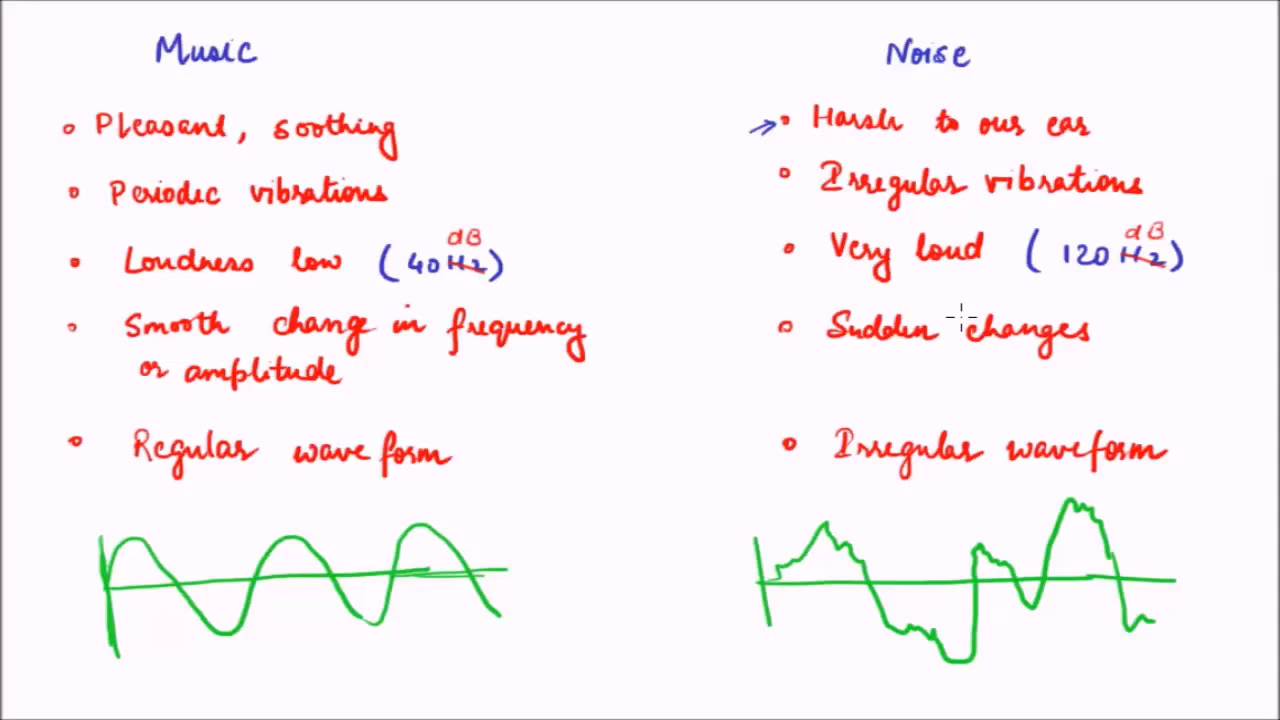 Music
• Pleasant, soothing
• Periodic vibrations
• Loudness low (40 Hz dB)
• Smooth change in frequency
or amplitude
• Regular wave form
Noise
→ • Harsh to our ear
• Irregular vibrations
• Very loud (120 Hz dB)
• Sudden changes
• Irregular waveform